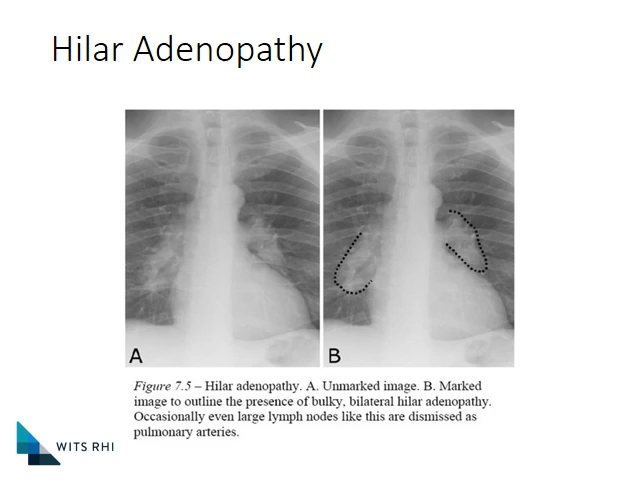 Hilar Adenopathy
A
B
Figure 7.5 – Hilar adenopathy. A. Unmarked image. B. Marked
image to outline the presence of bulky, bilateral hilar adenopathy.
Occasionally even large lymph nodes like this are dismissed as
pulmonary arteries.
WITS RHI